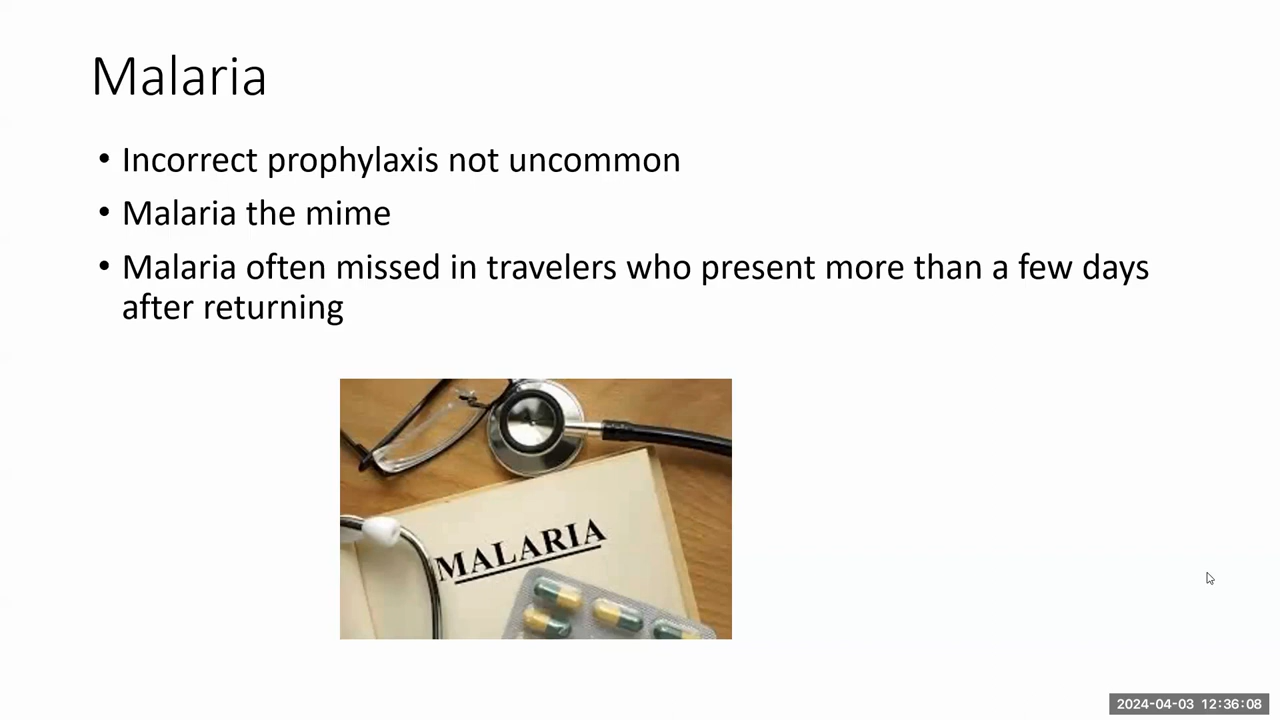 Malaria
• Incorrect prophylaxis not uncommon
• Malaria the mime
• Malaria often missed in travelers who present more than a few days
after returning
MALARIA
2024-04-03 12:36:08